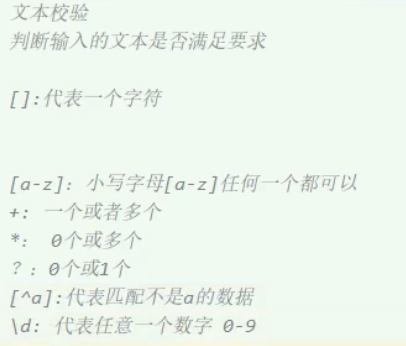 文本校验
判断输入的文本是否满足要求
[]:代表一个字符
[a-z]: 小写字母[a-z]任何一个都可以
+: 一个或者多个
*: 0个或多个
?: 0个或1个
[^a]:代表匹配不是a的数据
\d: 代表任意一个数字 0-9